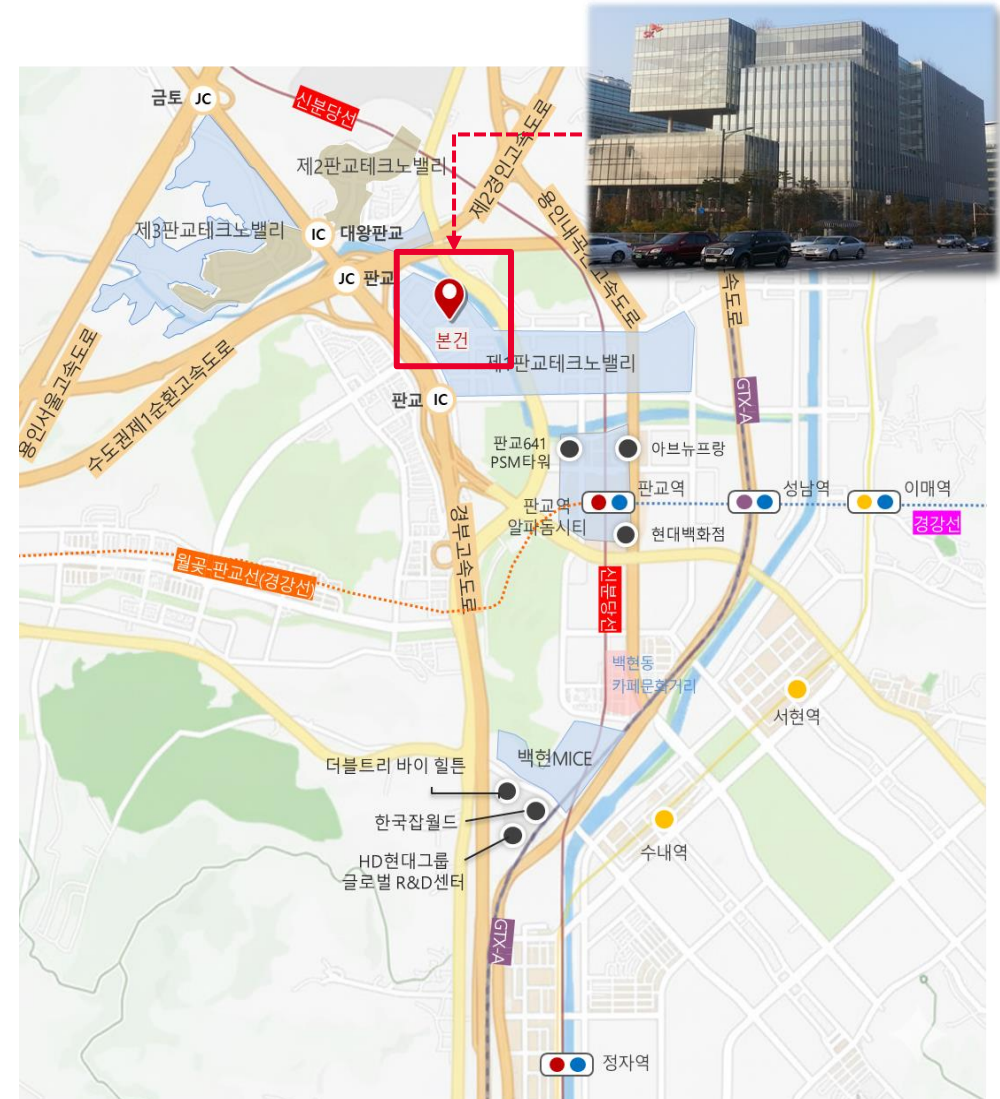 SK
금토 JC
신분당선
제2판교테크노밸리
제2경인고속도로
용인내곡
고속도로
속도로
제3판교테크노밸리
IC 대왕판교
JC 판교
본건
제1판교테크노밸리
용인서울고속도로
수도권제1순환고속도로
판교 IC
GTX-A
판교641
PSM타워
아브뉴프랑
판교역
성남역
이매역
판교역
알파돔시티
경강선
현대백화점
경부고속도로
월곶-판교선(경강선)
신분당선
백현동
카페문화거리
서현역
백현MICE
더블트리 바이 힐튼
한국잡월드
수내역
HD현대그룹
글로벌 R&D센터
GTX-A
정자역